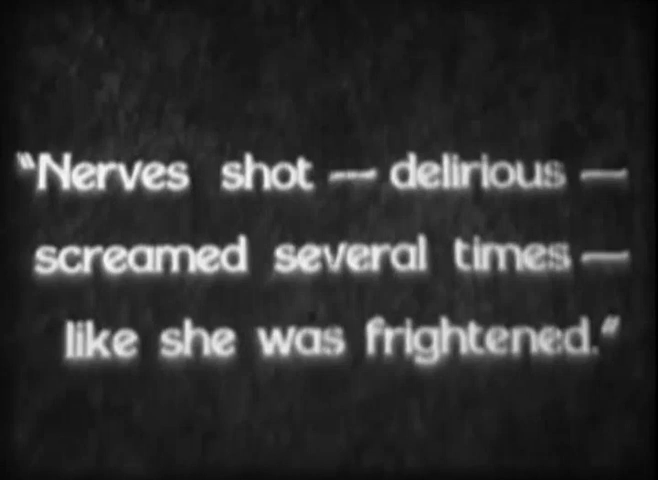 "Nerves shot — delirious —
screamed several times —
like she was frightened."